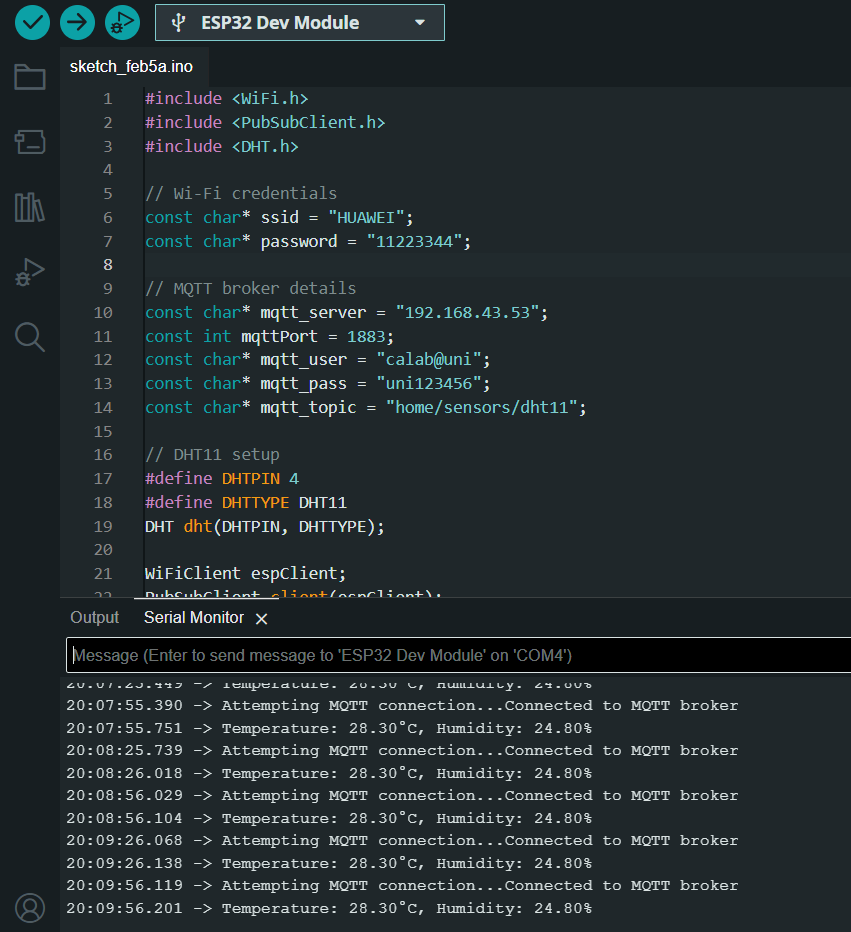 ESP32 Dev Module
sketch_feb5a.ino
1 #include <WiFi.h>
2 #include <PubSubClient.h>
3 #include <DHT.h>
4
5 // Wi-Fi credentials
6 const char* ssid = "HUAWEI";
7 const char* password = "11223344";
8
9 // MQTT broker details
10 const char* mqtt_server = "192.168.43.53";
11 const int mqttPort = 1883;
12 const char* mqtt_user = "calab@uni";
13 const char* mqtt_pass = "uni123456";
14 const char* mqtt_topic = "home/sensors/dht11";
15
16 // DHT11 setup
17 #define DHTPIN 4
18 #define DHTTYPE DHT11
19 DHT dht(DHTPIN, DHTTYPE);
20
21 WiFiClient espClient;
22 PubSubClient client(espClient);
Output Serial Monitor
Message (Enter to send message to 'ESP32 Dev Module' on 'COM4')
20:07:25.449 -> Temperature: 28.30°C, Humidity: 24.80%
20:07:55.390 -> Attempting MQTT connection...Connected to MQTT broker
20:07:55.751 -> Temperature: 28.30°C, Humidity: 24.80%
20:08:25.739 -> Attempting MQTT connection...Connected to MQTT broker
20:08:26.018 -> Temperature: 28.30°C, Humidity: 24.80%
20:08:56.029 -> Attempting MQTT connection...Connected to MQTT broker
20:08:56.104 -> Temperature: 28.30°C, Humidity: 24.80%
20:09:26.068 -> Attempting MQTT connection...Connected to MQTT broker
20:09:26.138 -> Temperature: 28.30°C, Humidity: 24.80%
20:09:56.119 -> Attempting MQTT connection...Connected to MQTT broker
20:09:56.201 -> Temperature: 28.30°C, Humidity: 24.80%